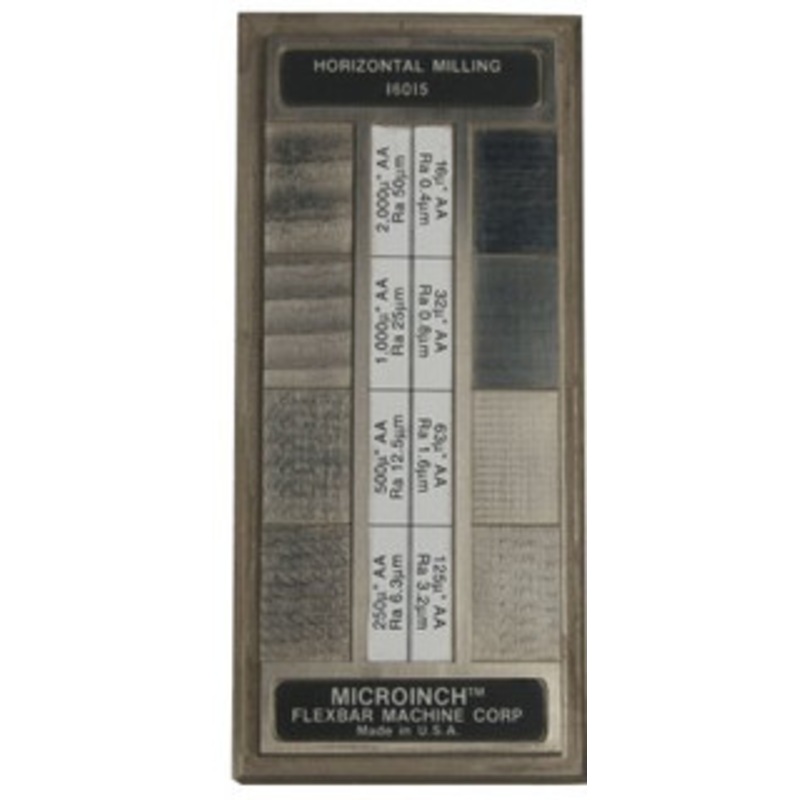 HORIZONTAL MILLING
16015
2,000µ" AA
Ra 50µm
16µ" AA
Ra 0.4µm
1,000µ" AA
Ra 25µm
32µ" AA
Ra 0.8µm
500µ" AA
Ra 12.5µm
63µ" AA
Ra 1.6µm
250µ" AA
Ra 6.3µm
125µ" AA
Ra 3.2µm
MICROINCH™
FLEXBAR MACHINE CORP
Made in U.S.A.